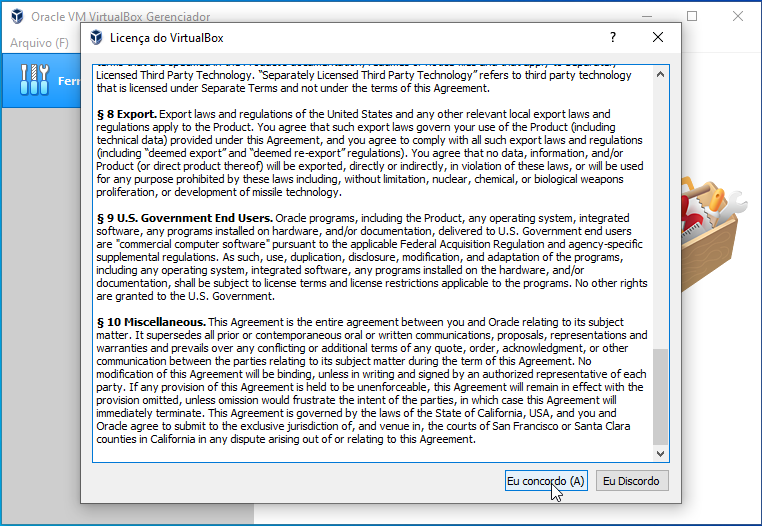 Oracle VM VirtualBox Gerenciador
Arquivo (F)
Ferr
Licença do VirtualBox
?
Licensed Third Party Technology. “Separately Licensed Third Party Technology” refers to third party technology
that is licensed under Separate Terms and not under the terms of this Agreement.
§ 8 Export. Export laws and regulations of the United States and any other relevant local export laws and
regulations apply to the Product. You agree that such export laws govern your use of the Product (including
technical data) provided under this Agreement, and you agree to comply with all such export laws and regulations
(including “deemed export” and “deemed re-export” regulations). You agree that no data, information, and/or
Product (or direct product thereof) will be exported, directly or indirectly, in violation of these laws, or will be used
for any purpose prohibited by these laws including, without limitation, nuclear, chemical, or biological weapons
proliferation, or development of missile technology.
§ 9 U.S. Government End Users. Oracle programs, including the Product, any operating system, integrated
software, any programs installed on hardware, and/or documentation, delivered to U.S. Government end users
are "commercial computer software" pursuant to the applicable Federal Acquisition Regulation and agency-specific
supplemental regulations. As such, use, duplication, disclosure, modification, and adaptation of the programs,
including any operating system, integrated software, any programs installed on the hardware, and/or
documentation, shall be subject to license terms and license restrictions applicable to the programs. No other rights
are granted to the U.S. Government.
§ 10 Miscellaneous. This Agreement is the entire agreement between you and Oracle relating to its subject
matter. It supersedes all prior or contemporaneous oral or written communications, proposals, representations and
warranties and prevails over any conflicting or additional terms of any quote, order, acknowledgment, or other
communication between the parties relating to its subject matter during the term of this Agreement. No
modification of this Agreement will be binding, unless in writing and signed by an authorized representative of each
party. If any provision of this Agreement is held to be unenforceable, this Agreement will remain in effect with the
provision omitted, unless omission would frustrate the intent of the parties, in which case this Agreement will
immediately terminate. This Agreement is governed by the laws of the State of California, USA, and you and
Oracle agree to submit to the exclusive jurisdiction of, and venue in, the courts of San Francisco or Santa Clara
counties in California in any dispute arising out of or relating to this Agreement.
Eu concordo (A)
Eu Discordo